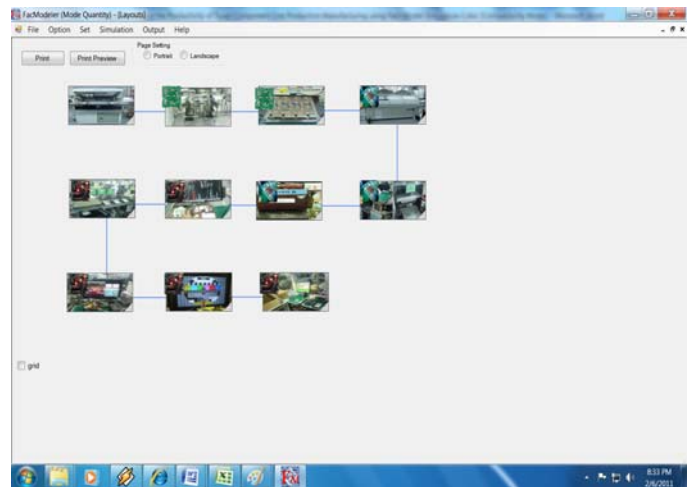 FacModeler (Mode Quantity) - [Layouts]
File Option Set Simulation Output Help
Page Setting
Print Print Preview Portrait Landscape
grid
8:33 PM
2/6/2011